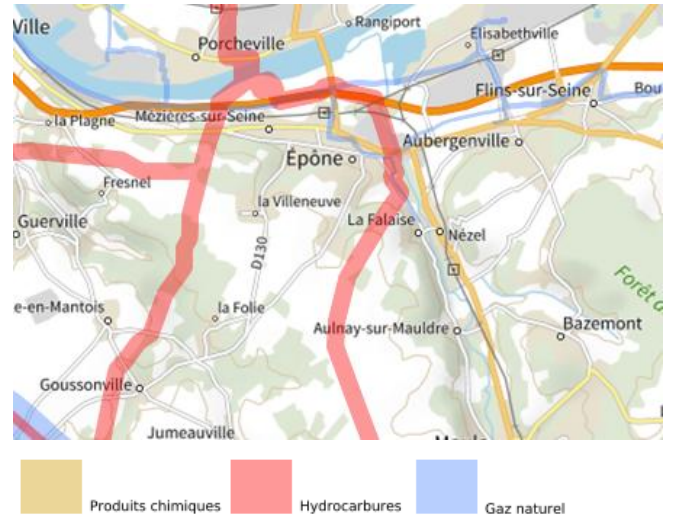 Ville
Rangiport
Elisabethville
Porcheville
Flins-sur-Seine
Bou
la Plagne
Mézières-sur-Seine
Aubergenville
Épône
Fresnel
la Villeneuve
Guerville
La Falaise
Nézel
D130
Forêt d
e-en-Mantois
la Folie
Aulnay-sur-Mauldre
Bazemont
Goussonville
Jumeauville
Produits chimiques
Hydrocarbures
Gaz naturel